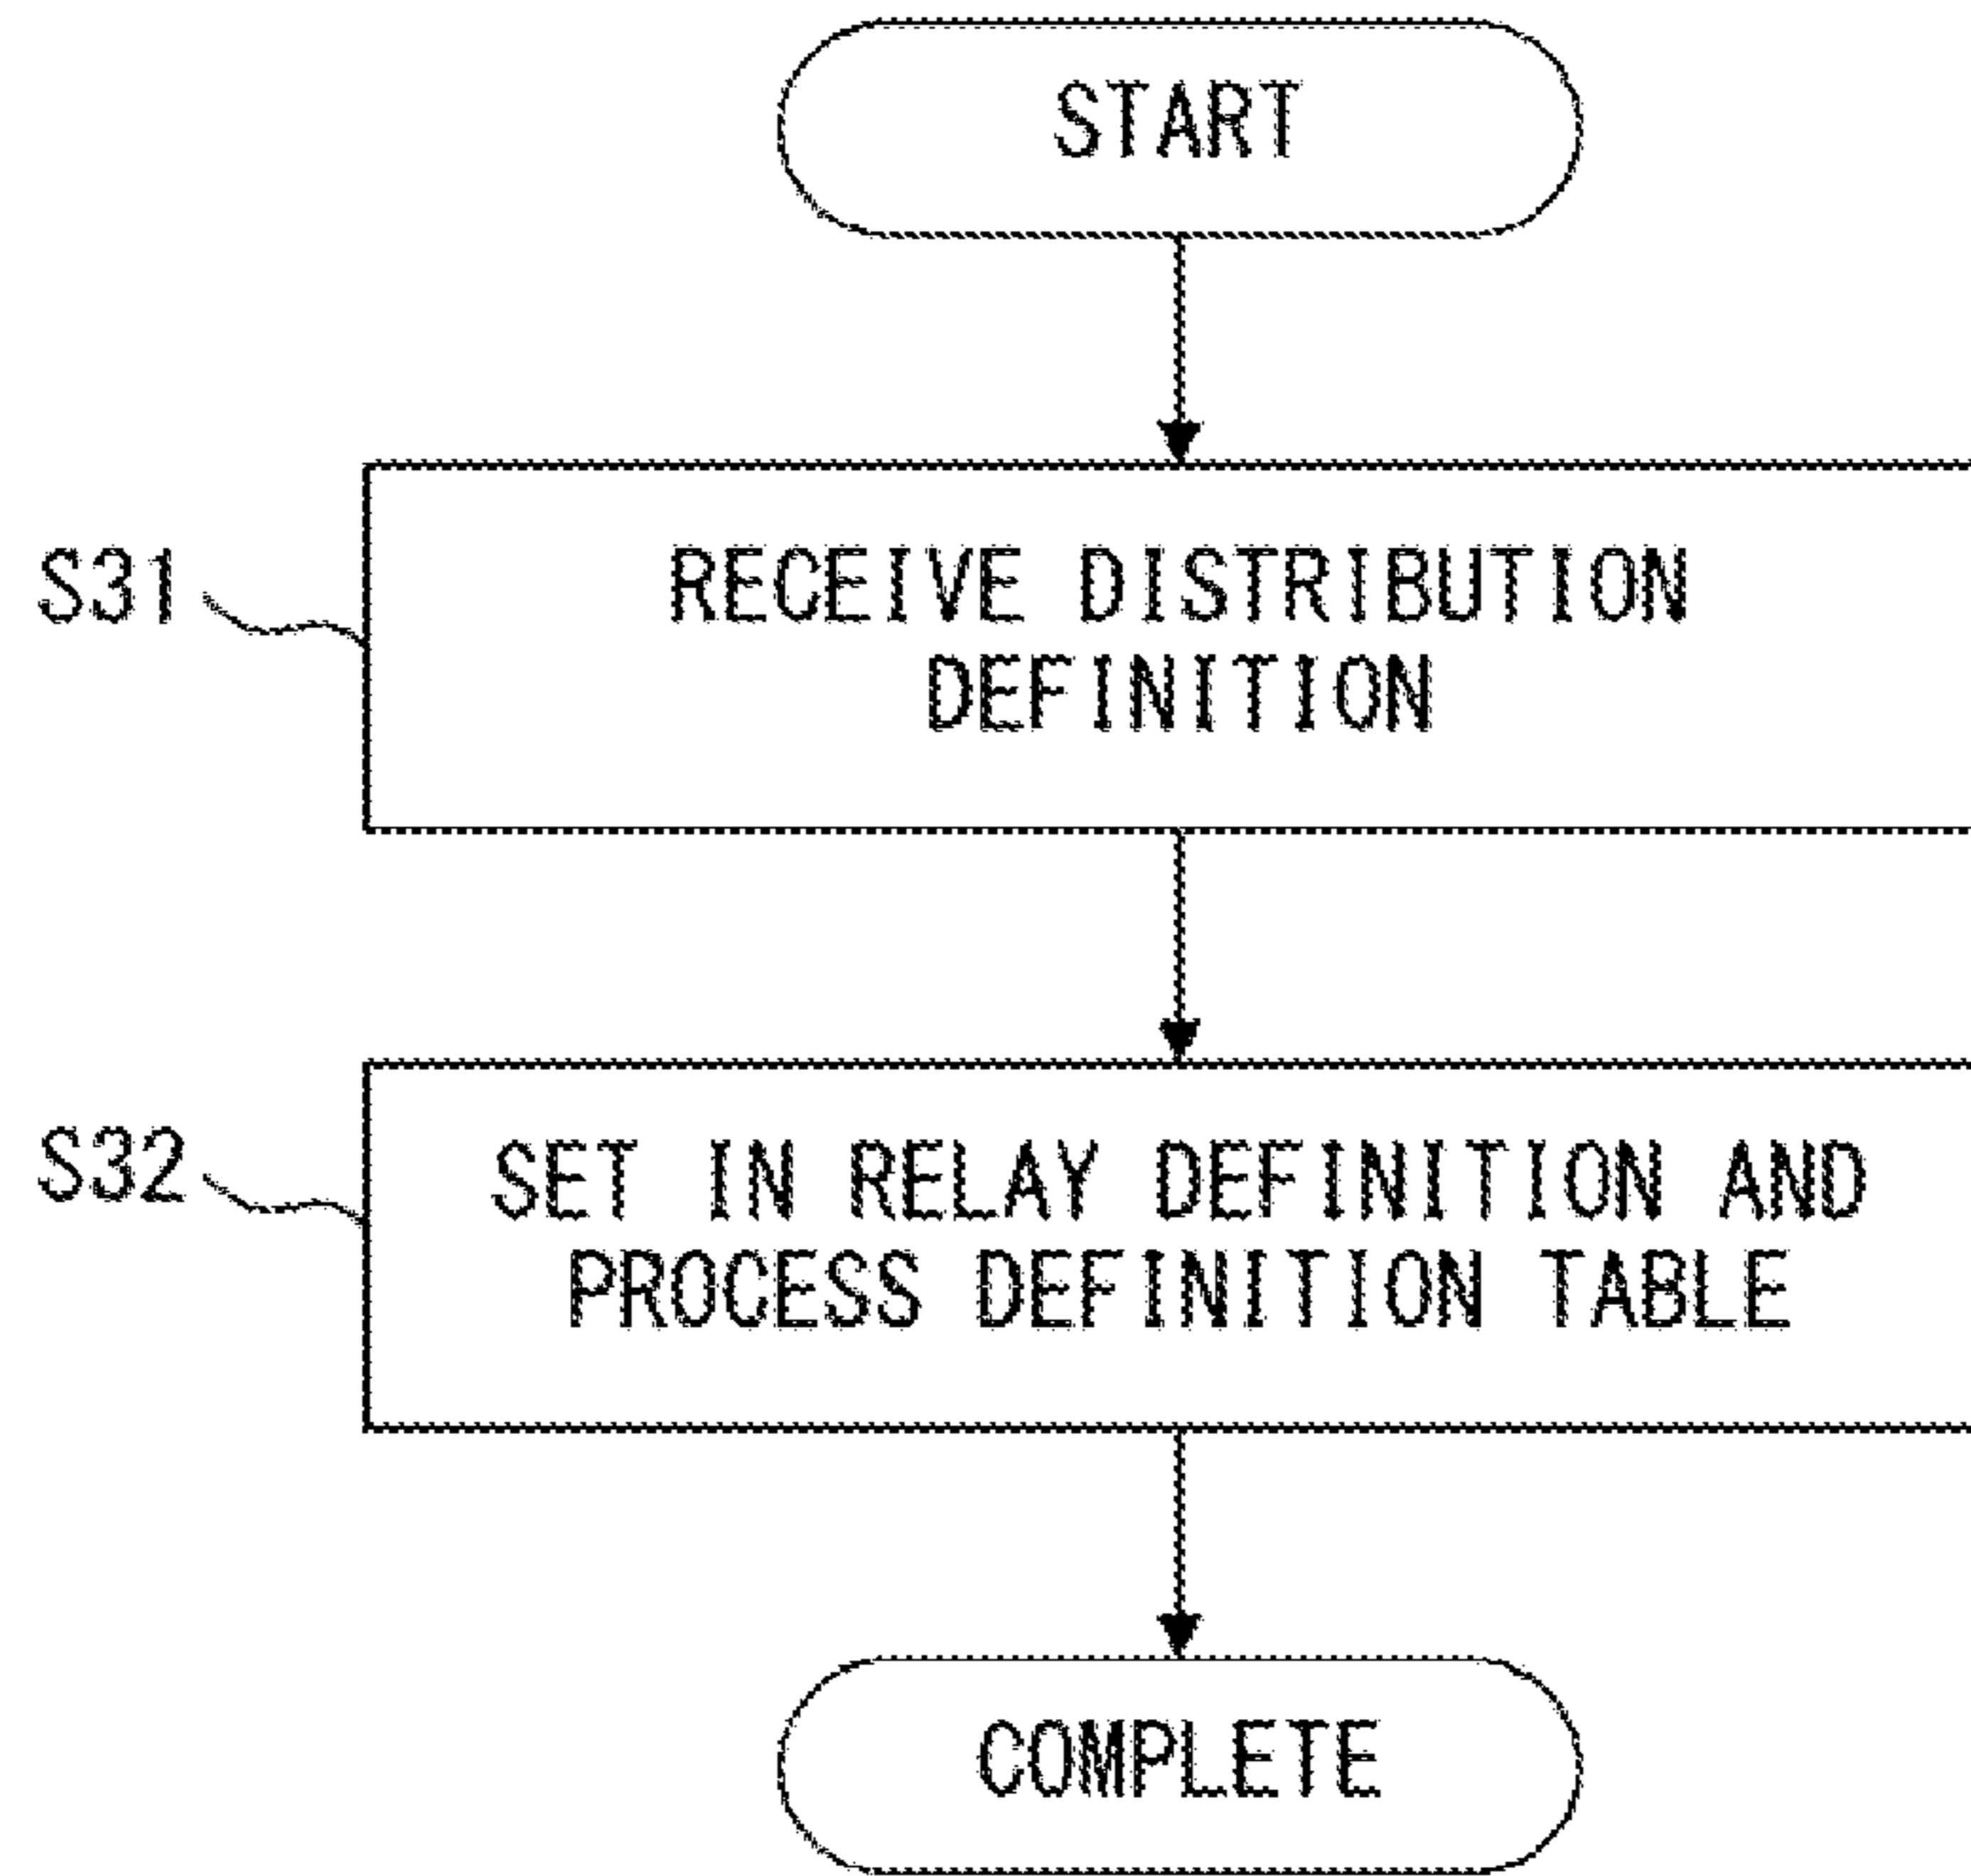 START
S31
RECEIVE DISTRIBUTION
DEFINITION
S32
SET IN RELAY DEFINITION AND
PROCESS DEFINITION TABLE
COMPLETE